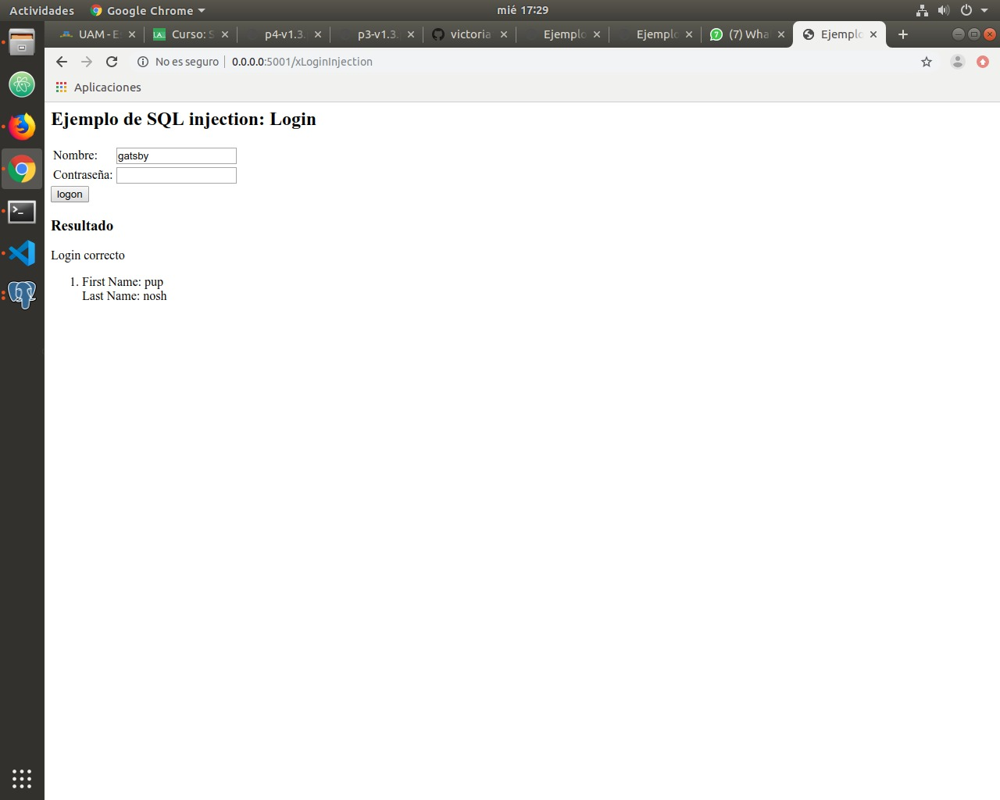 Actividades Google Chrome mié 17:29
UAM - Es Curso: S p4-v1.3. p3-v1.3. victoria Ejemplo Ejemplo (7) Wha Ejemplo
No es seguro 0.0.0.0:5001/xLoginInjection
Aplicaciones
Ejemplo de SQL injection: Login
Nombre: gatsby
Contraseña:
logon
Resultado
Login correcto
1. First Name: pup
Last Name: nosh